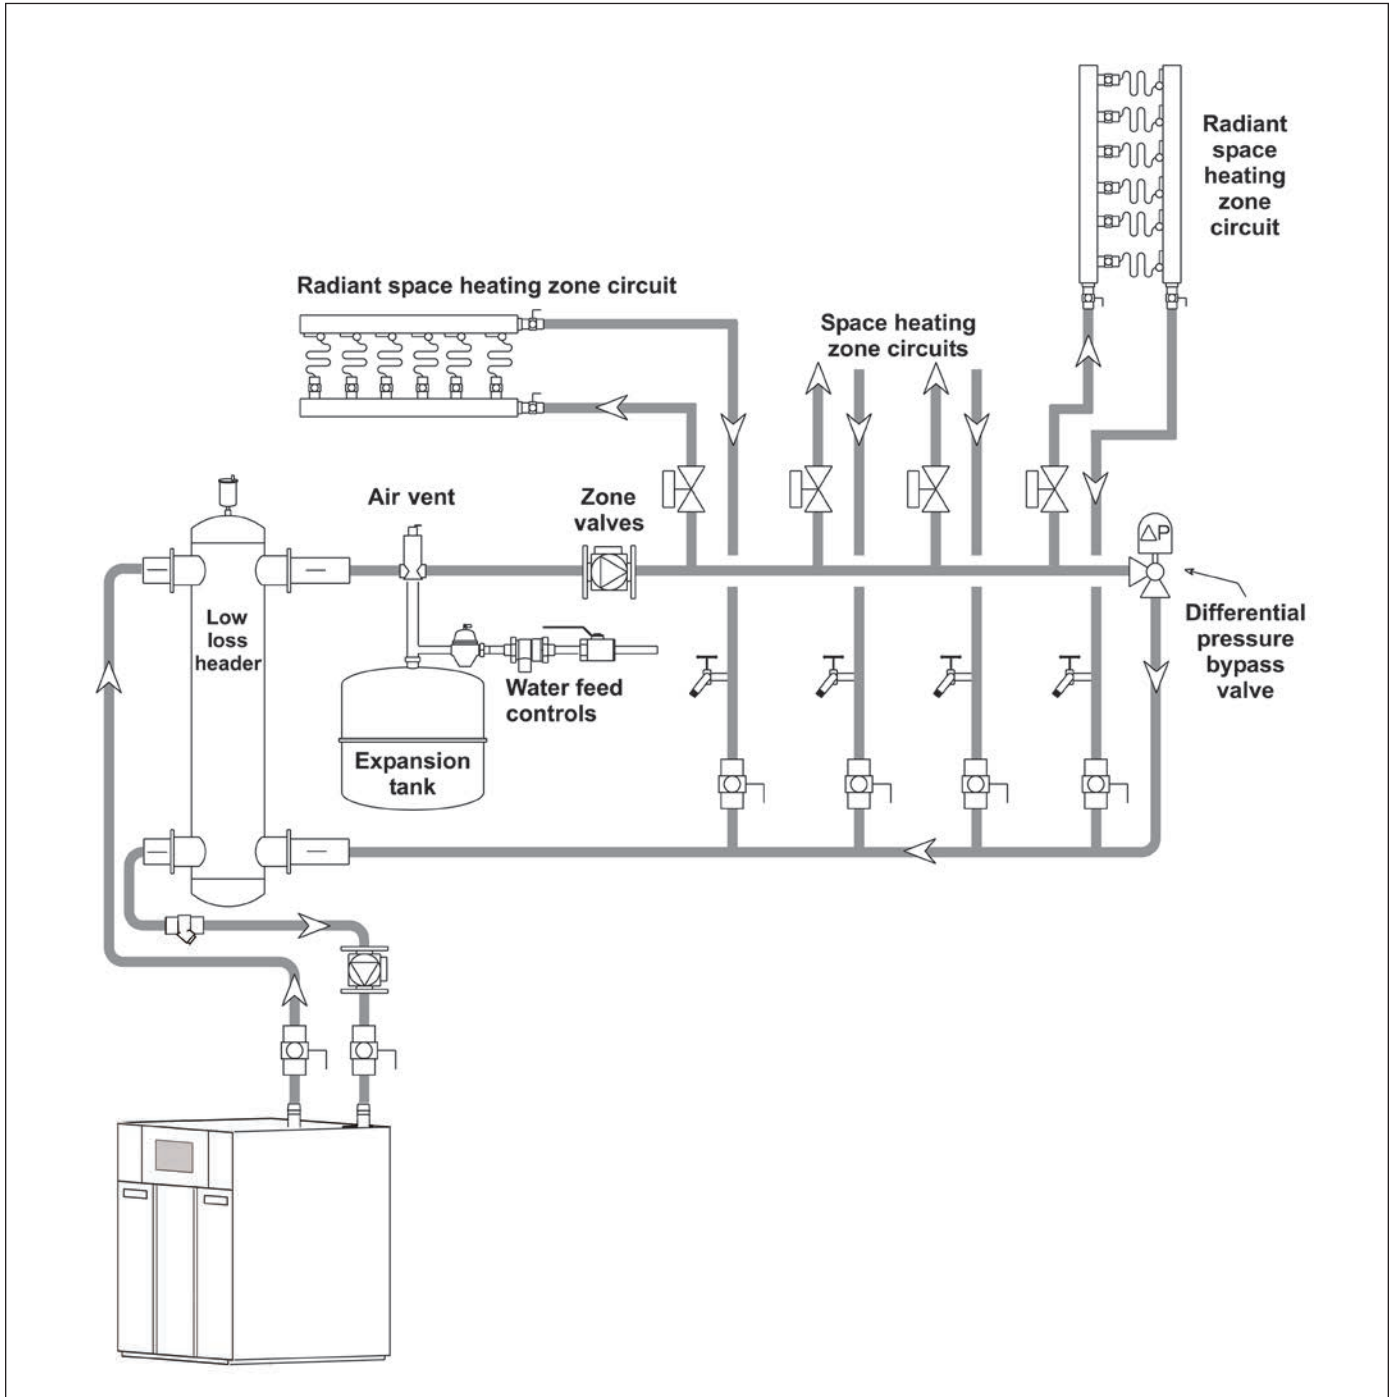 Radiant
space
heating
zone
circuit
Radiant space heating zone circuit
Space heating
zone circuits
Air vent
Zone
valves
ΔP
Low
loss
header
Differential
pressure
bypass
valve
Water feed
controls
Expansion
tank